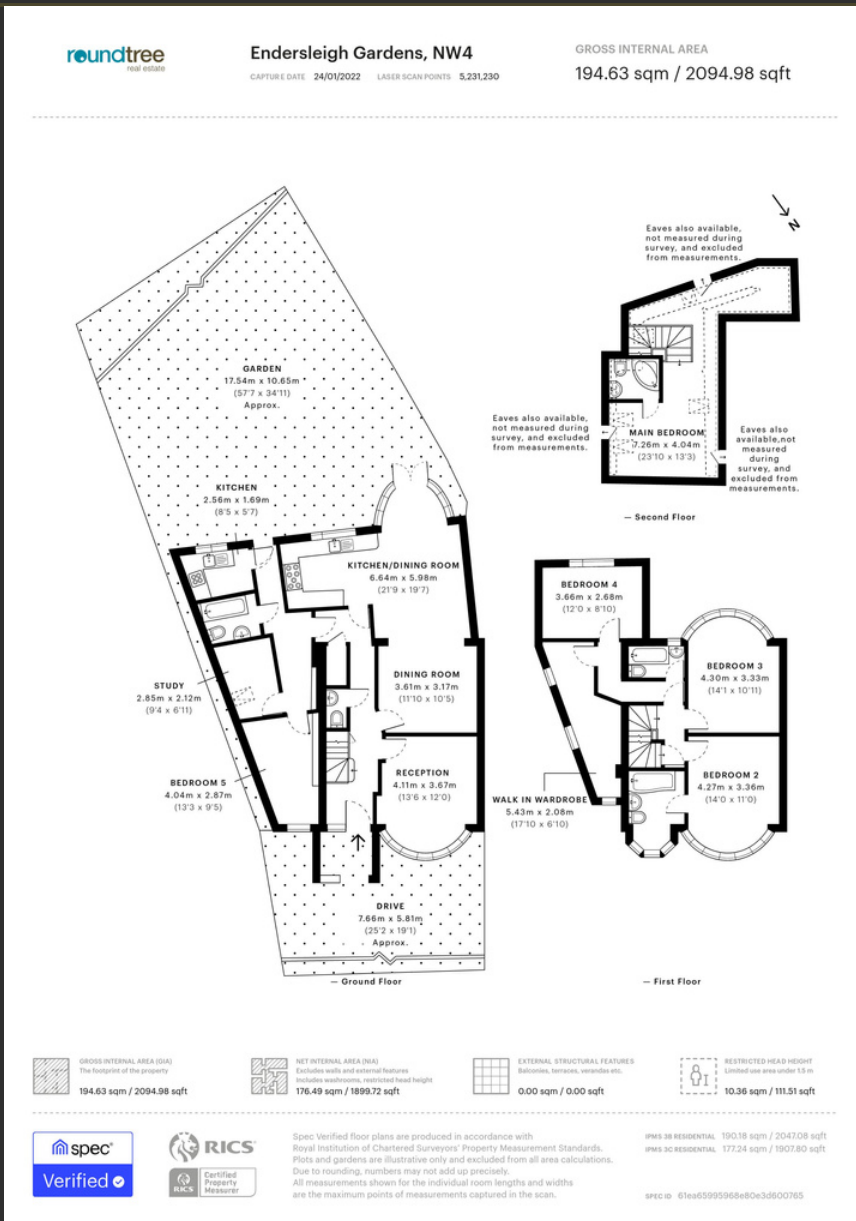 roundtree
real estate
Endersleigh Gardens, NW4
CAPTURE DATE 24/01/2022 LASER SCAN POINTS 5,231,230
GROSS INTERNAL AREA
194.63 sqm / 2094.98 sqft
Eaves also available,
not measured during
survey, and excluded
from measurements.
N
GARDEN
17.54m x 10.65m
(57'7 x 34'11)
Approx.
Eaves also available,
not measured during
survey, and excluded
from measurements.
MAIN BEDROOM
7.26m x 4.04m
(23'10 x 13'3)
Eaves also
available,not
measured
during
survey, and
excluded from
measurements.
— Second Floor
KITCHEN
2.56m x 1.69m
(8'5 x 5'7)
KITCHEN/DINING ROOM
6.64m x 5.98m
(21'9 x 19'7)
DINING ROOM
3.61m x 3.17m
(11'10 x 10'5)
STUDY
2.85m x 2.12m
(9'4 x 6'11)
BEDROOM 5
4.04m x 2.87m
(13'3 x 9'5)
RECEPTION
4.11m x 3.67m
(13'6 x 12'0)
DRIVE
7.66m x 5.81m
(25'2 x 19'1)
Approx.
— Ground Floor
BEDROOM 4
3.66m x 2.68m
(12'0 x 8'10)
BEDROOM 3
4.30m x 3.33m
(14'1 x 10'11)
BEDROOM 2
4.27m x 3.36m
(14'0 x 11'0)
WALK IN WARDROBE
5.43m x 2.08m
(17'10 x 6'10)
— First Floor
GROSS INTERNAL AREA (GIA)
The footprint of the property
194.63 sqm / 2094.98 sqft
NET INTERNAL AREA (NIA)
Excludes walls and external features
Includes washrooms, restricted head height
176.49 sqm / 1899.72 sqft
EXTERNAL STRUCTURAL FEATURES
Balconies, terraces, verandas etc.
0.00 sqm / 0.00 sqft
RESTRICTED HEAD HEIGHT
Limited use area under 1.5 m
10.36 sqm / 111.51 sqft
spec
Verified
RICS
RICS
Certified
Property
Measurer
Spec Verified floor plans are produced in accordance with
Royal Institution of Chartered Surveyors' Property Measurement Standards.
Plots and gardens are illustrative only and excluded from all area calculations.
Due to rounding, numbers may not add up precisely.
All measurements shown for the individual room lengths and widths
are the maximum points of measurements captured in the scan.
IPMS 3B RESIDENTIAL 190.18 sqm / 2047.08 sqft
IPMS 3C RESIDENTIAL 177.24 sqm / 1907.80 sqft
SPEC ID 61ea65995968e80e3d600765